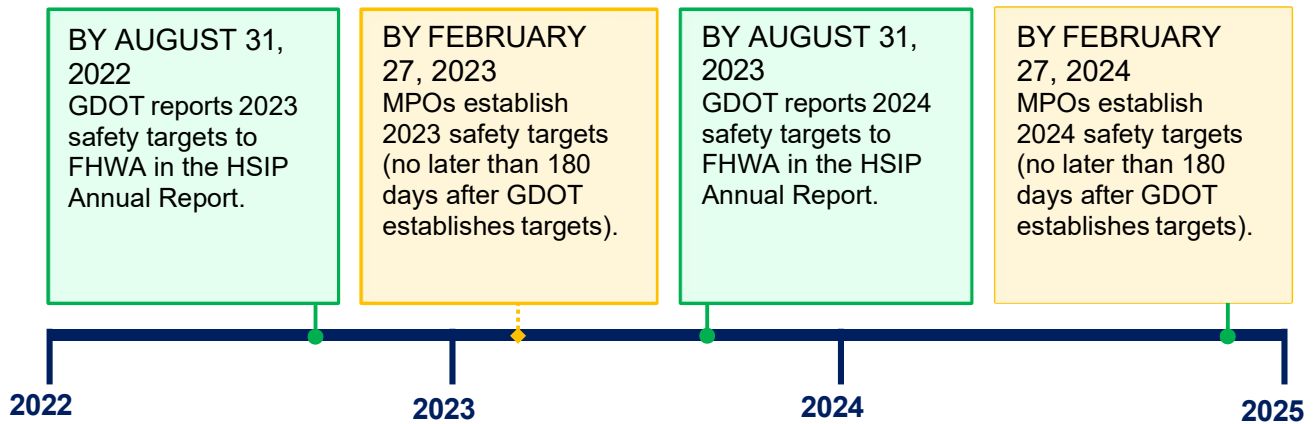 BY AUGUST 31,
2022
GDOT reports 2023
safety targets to
FHWA in the HSIP
Annual Report.
BY FEBRUARY
27, 2023
MPOs establish
2023 safety targets
(no later than 180
days after GDOT
establishes targets).
BY AUGUST 31,
2023
GDOT reports 2024
safety targets to
FHWA in the HSIP
Annual Report.
BY FEBRUARY
27, 2024
MPOs establish
2024 safety targets
(no later than 180
days after GDOT
establishes targets).
2022
2023
2024
2025